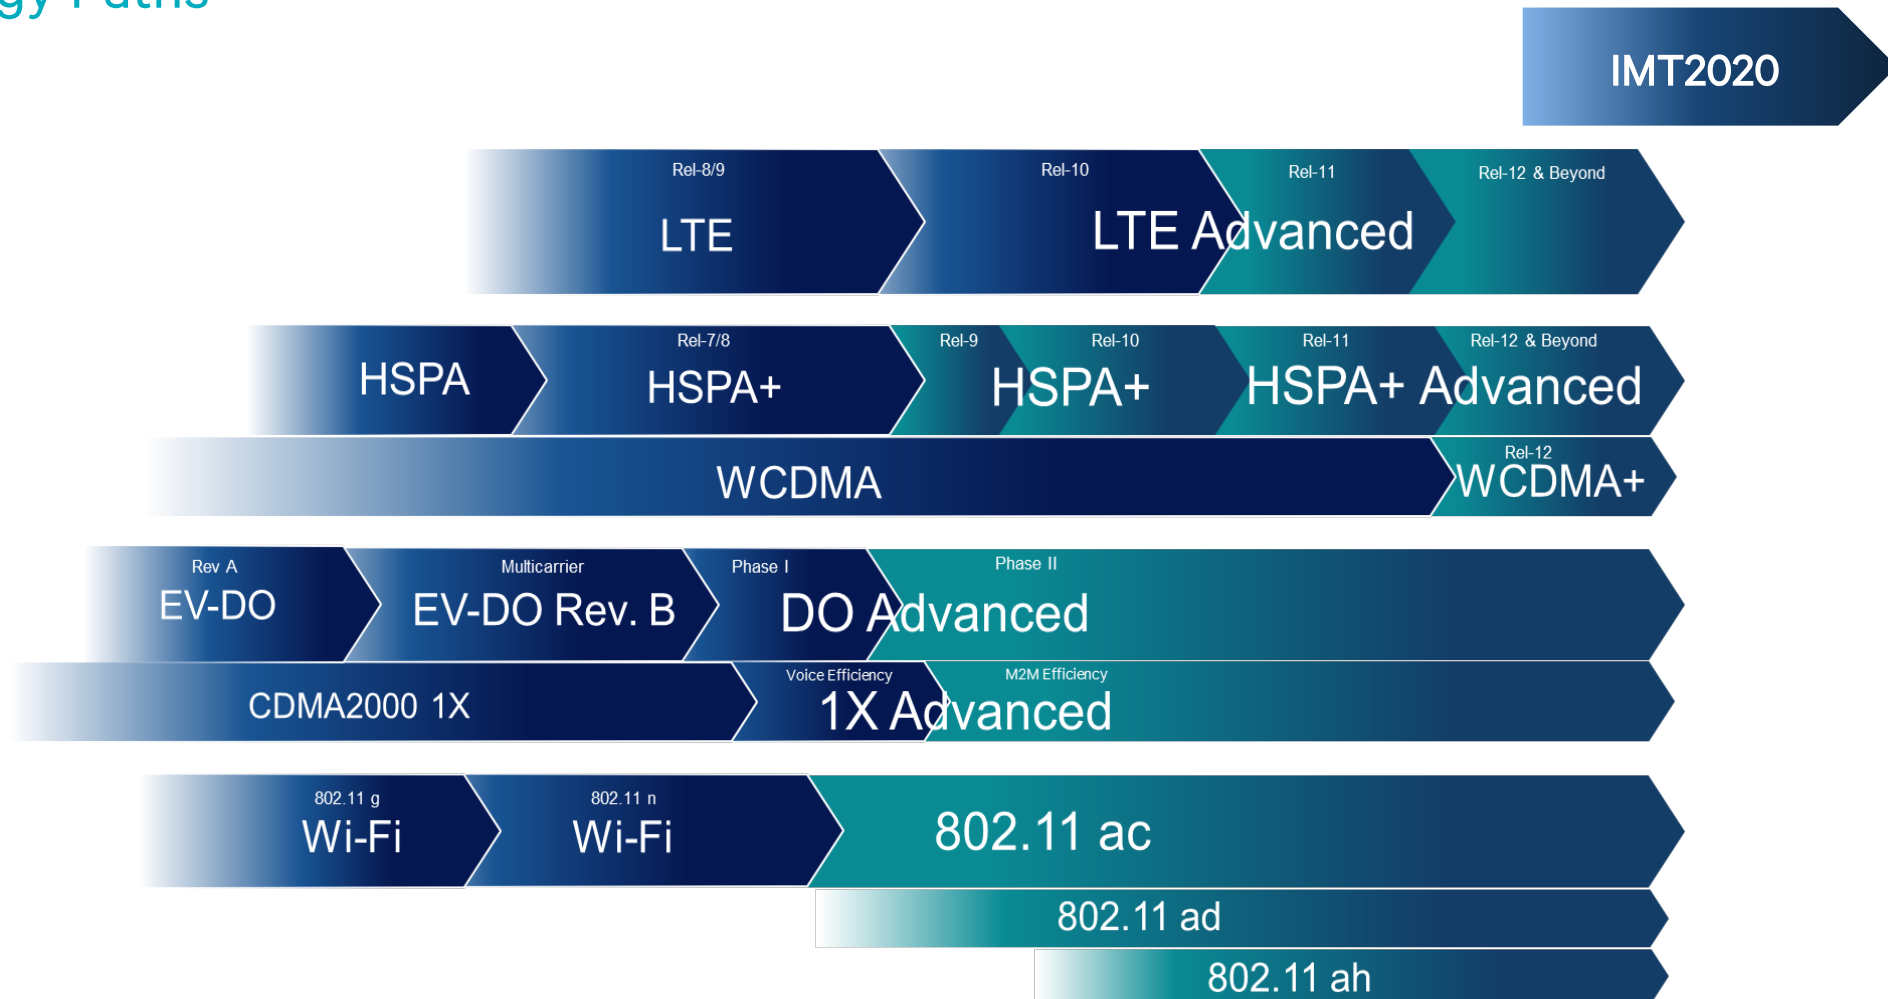 Paths
IMT2020
Rel-8/9
Rel-10
Rel-11
Rel-12 & Beyond
LTE
LTE Advanced
Rel-7/8
Rel-9
Rel-10
Rel-11
Rel-12 & Beyond
HSPA
HSPA+
HSPA+
HSPA+ Advanced
WCDMA
Rel-12
WCDMA+
Rev A
Multicarrier
Phase I
Phase II
EV-DO
EV-DO Rev. B
DO Advanced
Voice Efficiency
M2M Efficiency
CDMA2000 1X
1X Advanced
802.11 g
802.11 n
Wi-Fi
Wi-Fi
802.11 ac
802.11 ad
802.11 ah